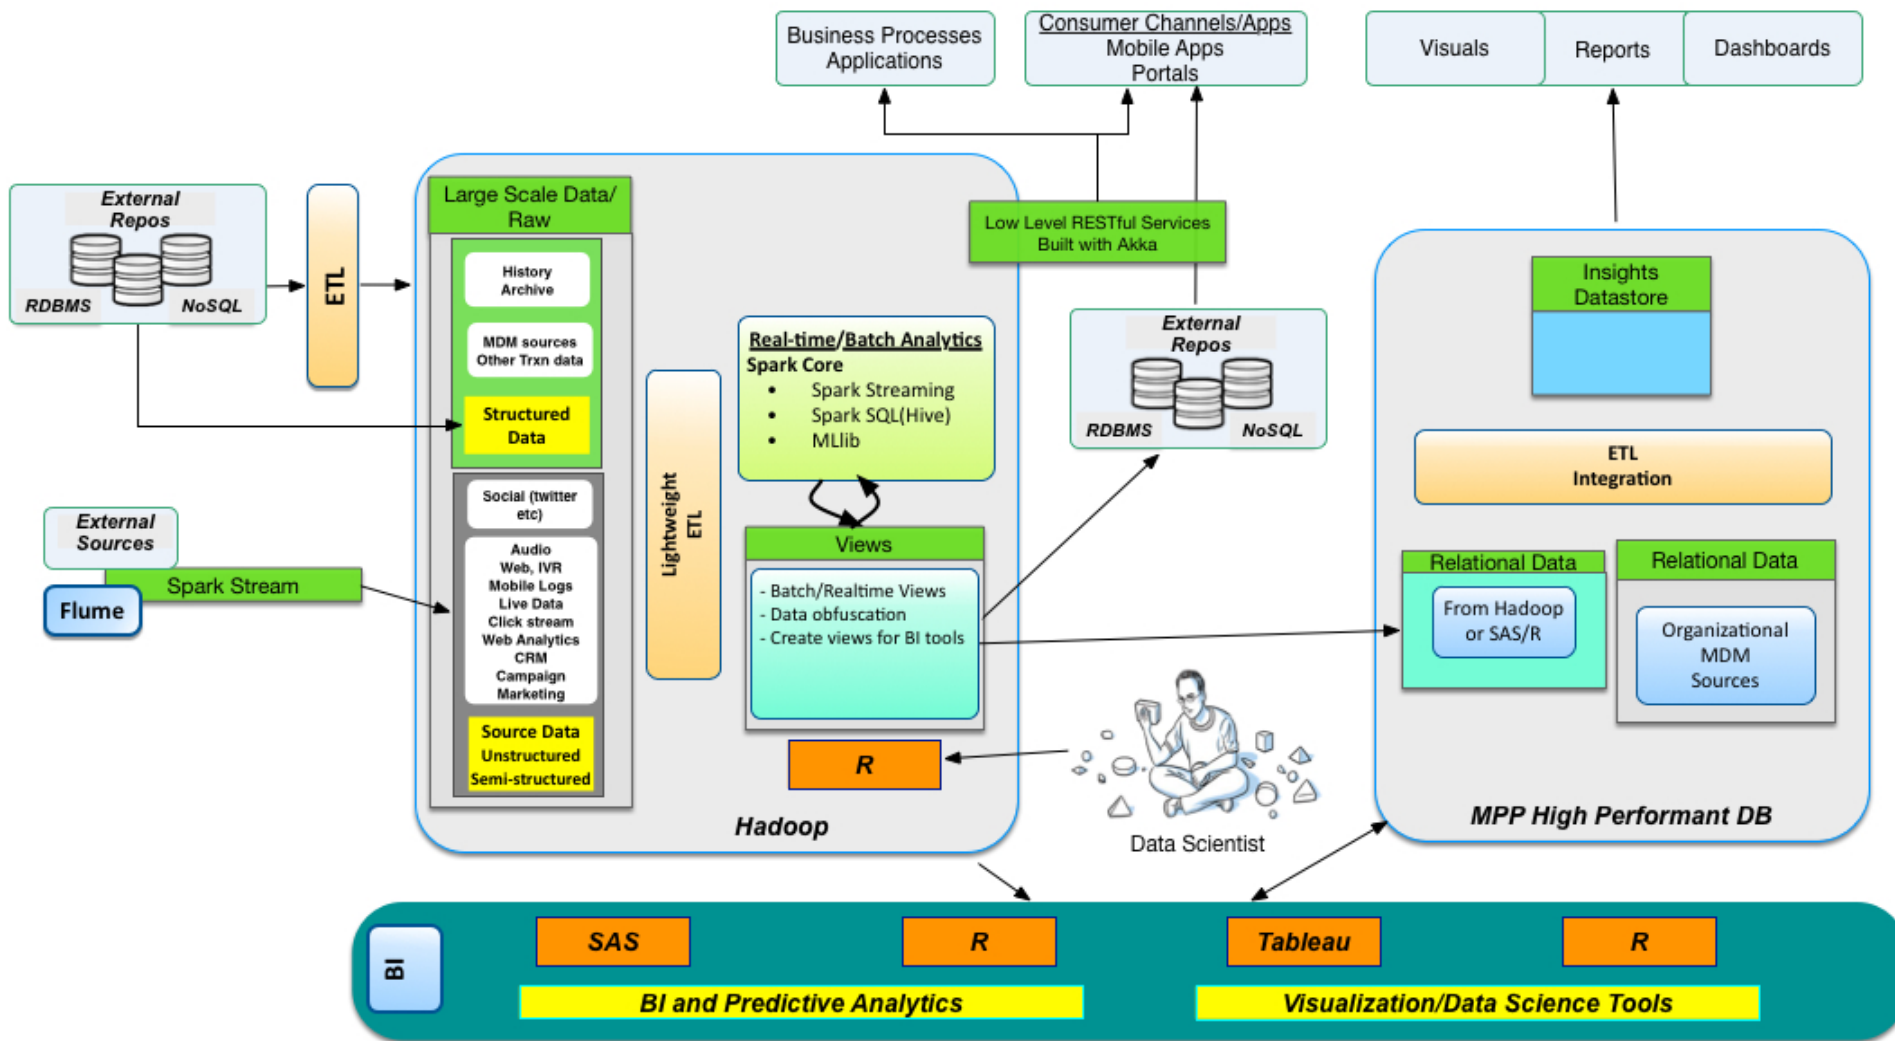 Business Processes
Applications
Consumer Channels/Apps
Mobile Apps
Portals
Visuals
Reports
Dashboards
External
Repos
RDBMS
NoSQL
ETL
Large Scale Data/
Raw
History
Archive
MDM sources
Other Trxn data
Structured
Data
Social (twitter
etc)
Audio
Web, IVR
Mobile Logs
Live Data
Click stream
Web Analytics
CRM
Campaign
Marketing
Source Data
Unstructured
Semi-structured
External
Sources
Spark Stream
Flume
Lightweight
ETL
Low Level RESTful Services
Built with Akka
Real-time/Batch Analytics
Spark Core
• Spark Streaming
• Spark SQL(Hive)
• MLlib
Views
- Batch/Realtime Views
- Data obfuscation
- Create views for BI tools
R
Hadoop
External
Repos
RDBMS
NoSQL
Data Scientist
Insights
Datastore
ETL
Integration
Relational Data
From Hadoop
or SAS/R
Relational Data
Organizational
MDM
Sources
MPP High Performant DB
BI
SAS
R
Tableau
R
BI and Predictive Analytics
Visualization/Data Science Tools